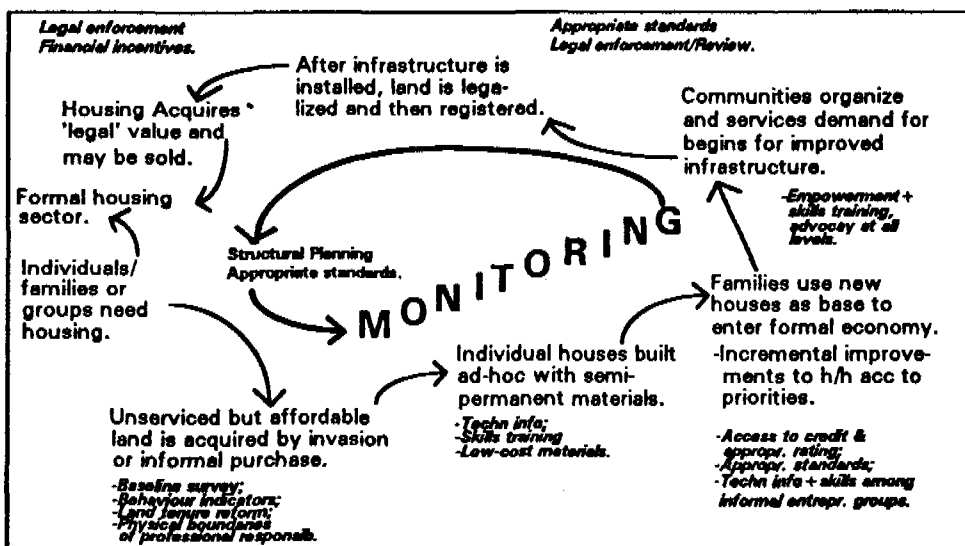 Legal enforcement
Financial incentives.
Appropriate standards
Legal enforcement/Review.
After infrastructure is
installed, land is lega-
lized and then registered.
Housing Acquires
'legal' value and
may be sold.
Communities organize
and services demand for
begins for improved
infrastructure.
-Empowerment +
skills training,
advocay at all
levels.
Formal housing
sector.
Structural Planning
Appropriate standards.
MONITORING
Individuals/
families or
groups need
housing.
Families use new
houses as base to
enter formal economy.
-Incremental improve-
ments to h/h acc to
priorities.
Individual houses built
ad-hoc with semi-
permanent materials.
-Techn info;
-Skills training
-Low-cost materials.
Unserviced but affordable
land is acquired by invasion
or informal purchase.
-Baseline survey;
-Behaviour indicators;
-Land tenure reform;
-Physical boundaries
of professional responsib.
-Access to credit &
appropr. rating;
-Appropr. standards;
-Techn info + skills among
informal entrepr. groups.